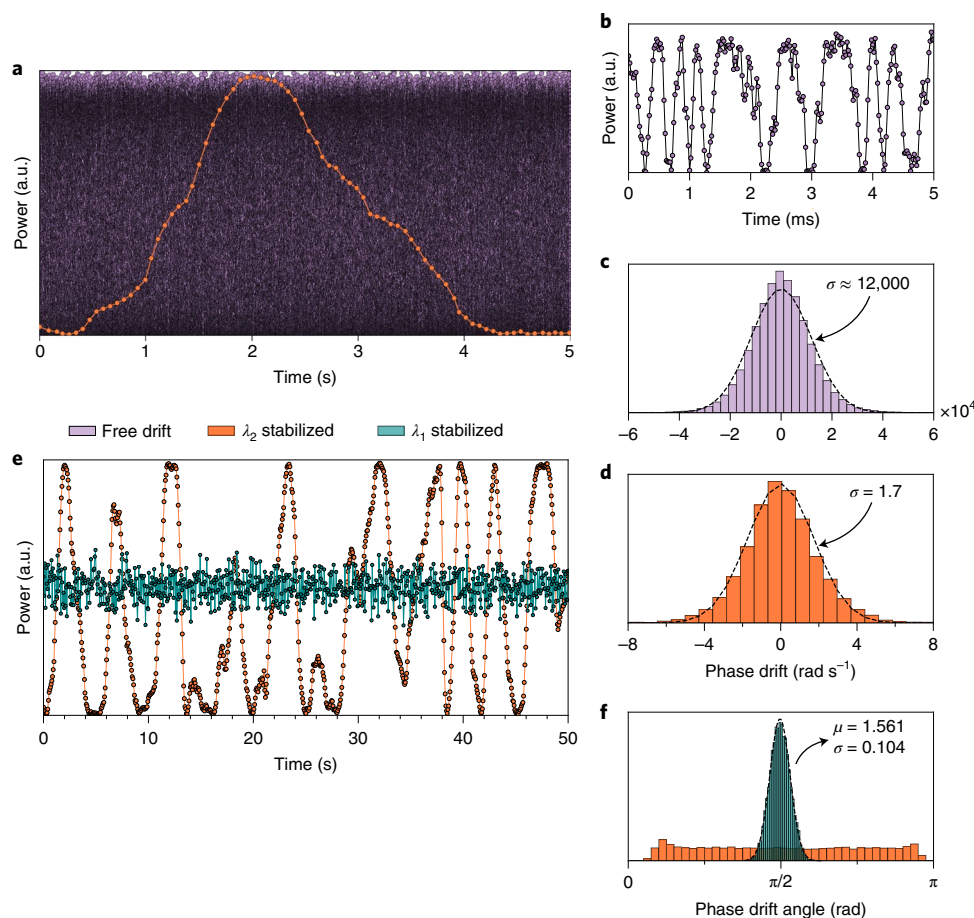 a
Power (a.u.)
0 1 2 3 4 5
Time (s)
b
Power (a.u.)
0 1 2 3 4 5
Time (ms)
c
σ ≈ 12,000
×10⁴
−6 −4 −2 0 2 4 6
Free drift λ₂ stabilized λ₁ stabilized
d
σ = 1.7
−8 −4 0 4 8
Phase drift (rad s⁻¹)
e
Power (a.u.)
0 10 20 30 40 50
Time (s)
f
μ = 1.561
σ = 0.104
0 π/2 π
Phase drift angle (rad)